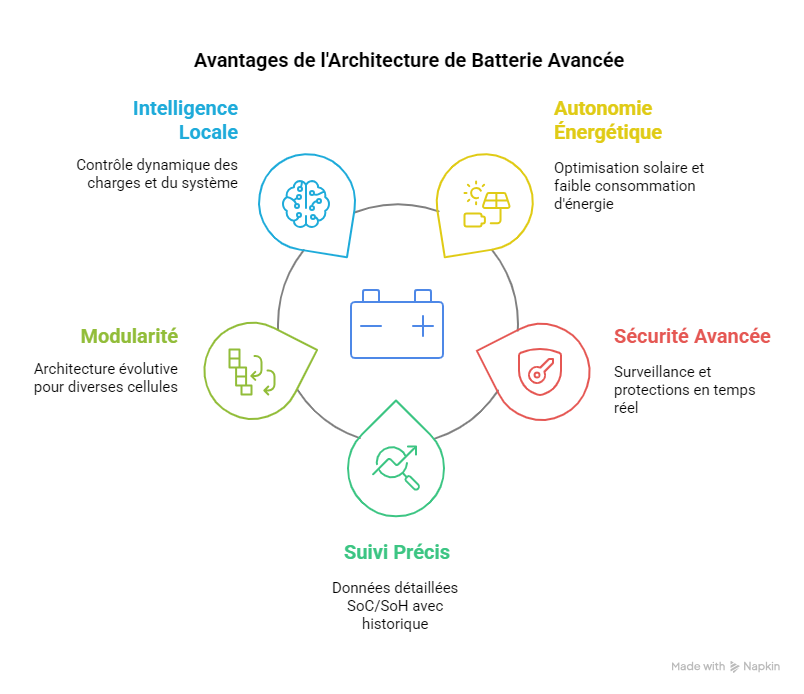 Avantages de l'Architecture de Batterie Avancée
Intelligence
Locale
Contrôle dynamique des
charges et du système
Autonomie
Énergétique
Optimisation solaire et
faible consommation
d'énergie
Modularité
Architecture évolutive
pour diverses cellules
Sécurité Avancée
Surveillance et
protections en temps
réel
Suivi Précis
Données détaillées
SoC/SoH avec
historique
Made with Napkin